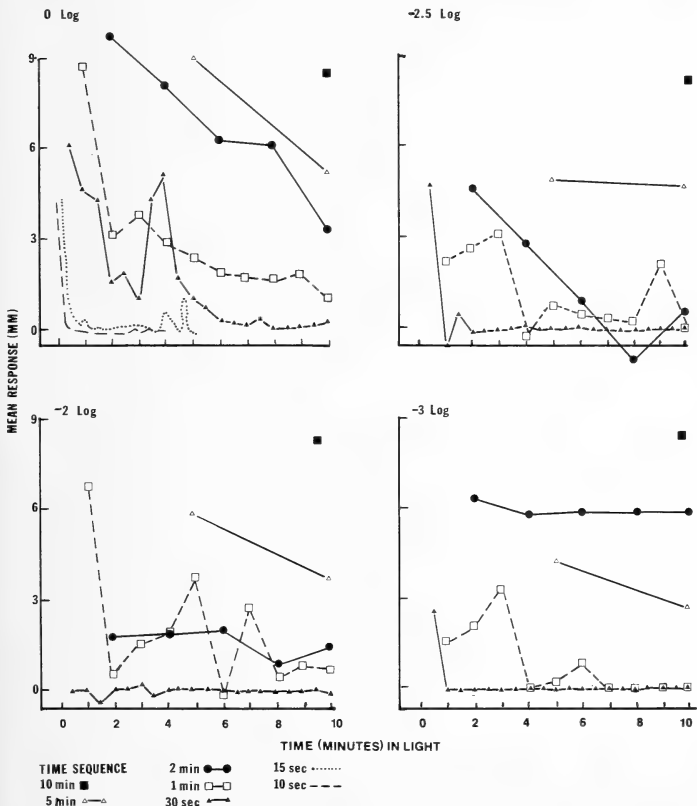 0 Log
-2.5
9
6
3
0
-2 Log
-3 Log
9
6
3
0
MEAN RESPONSE (MM)
0 2 4 6 8 10
0 2 4 6 8 10
TIME (MINUTES) IN LIGHT
TIME SEQUENCE
10 min
5 min
2 min
1 min
30 sec
15 sec
10 sec